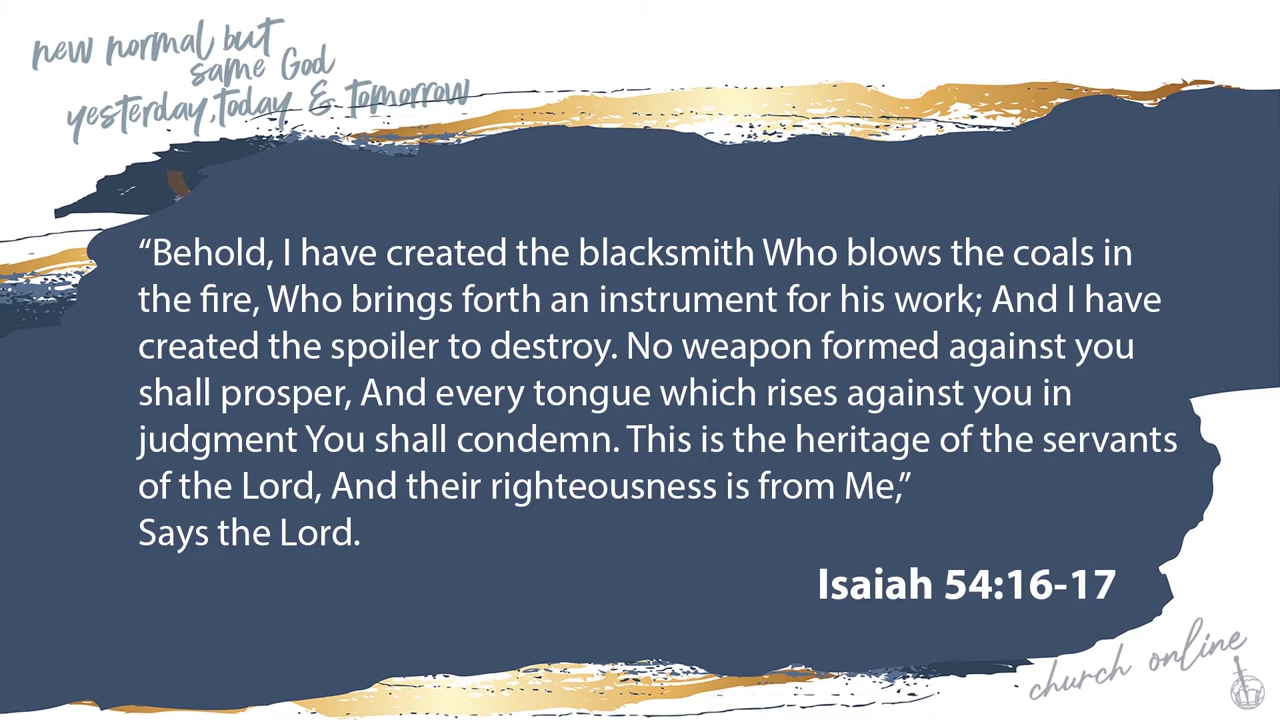 new normal but
same God
yesterday, today & tomorrow
“Behold, I have created the blacksmith Who blows the coals in
the fire, Who brings forth an instrument for his work; And I have
created the spoiler to destroy. No weapon formed against you
shall prosper, And every tongue which rises against you in
judgment You shall condemn. This is the heritage of the servants
of the Lord, And their righteousness is from Me,”
Says the Lord.
Isaiah 54:16-17
church online